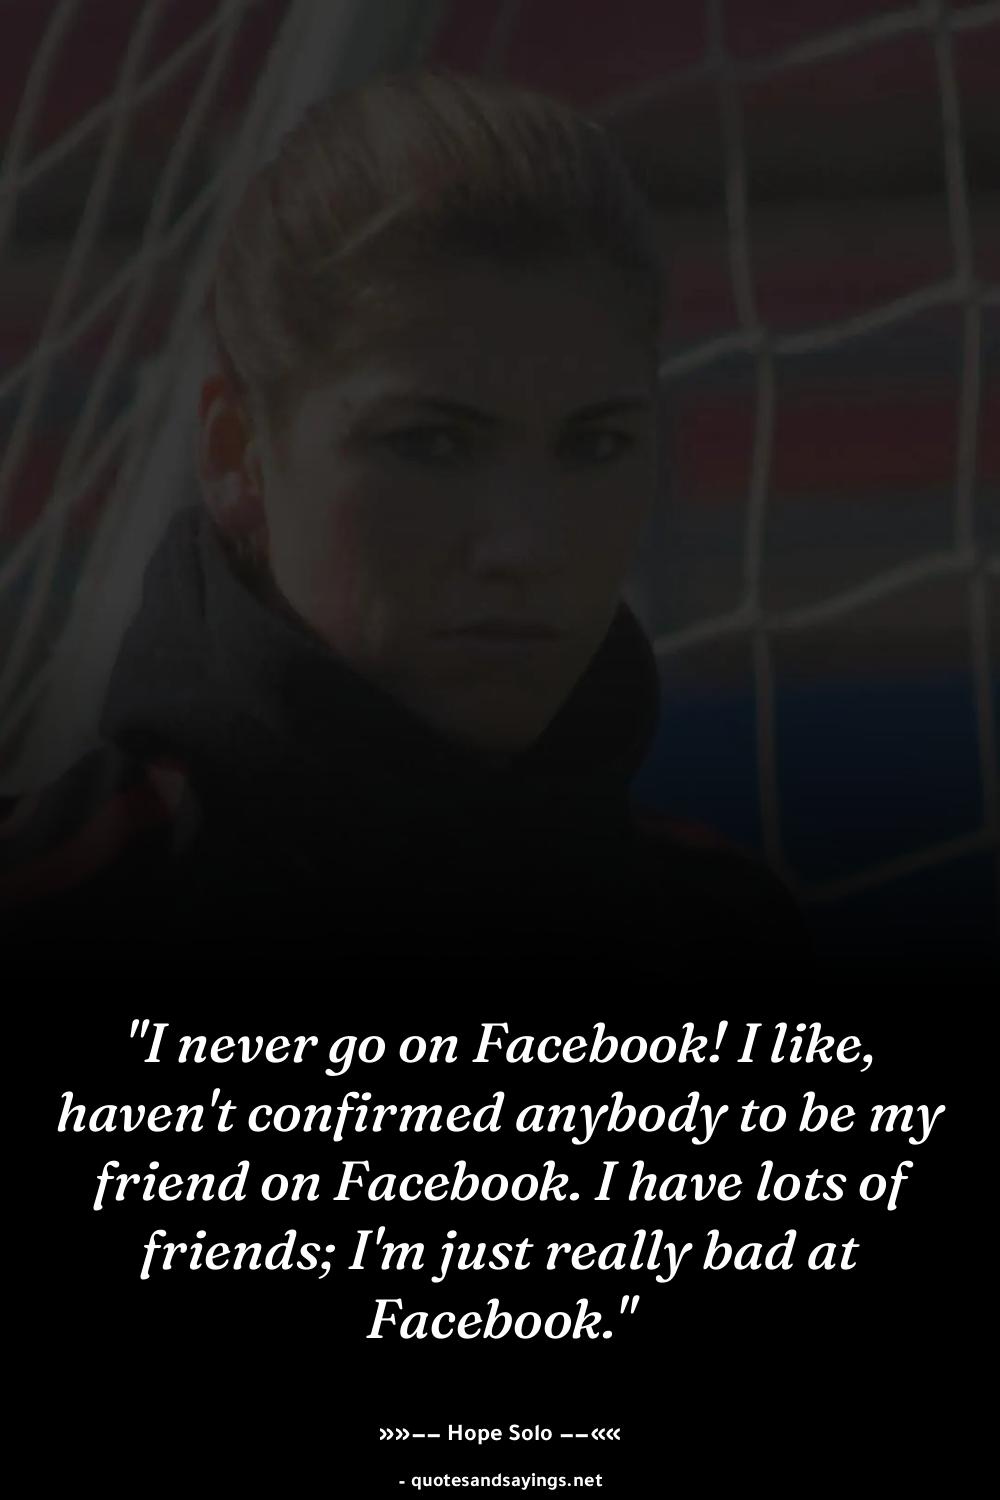 "I never go on Facebook! I like,
haven't confirmed anybody to be my
friend on Facebook. I have lots of
friends; I'm just really bad at
Facebook."
»»–– Hope Solo ––««
- quotesandsayings.net